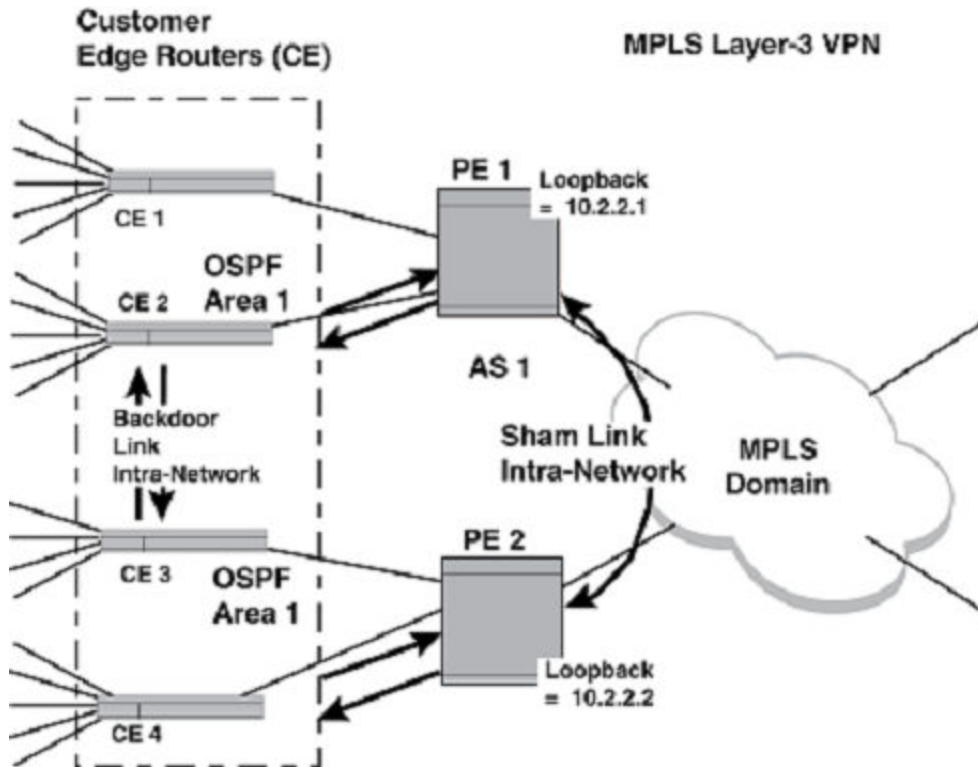 Customer
Edge Routers (CE)
MPLS Layer-3 VPN
CE 1
PE 1
Loopback
= 10.2.2.1
OSPF
Area 1
CE 2
AS 1
Backdoor
Link
Intra-Network
Sham Link
Intra-Network
MPLS
Domain
CE 3
OSPF
Area 1
PE 2
Loopback
= 10.2.2.2
CE 4